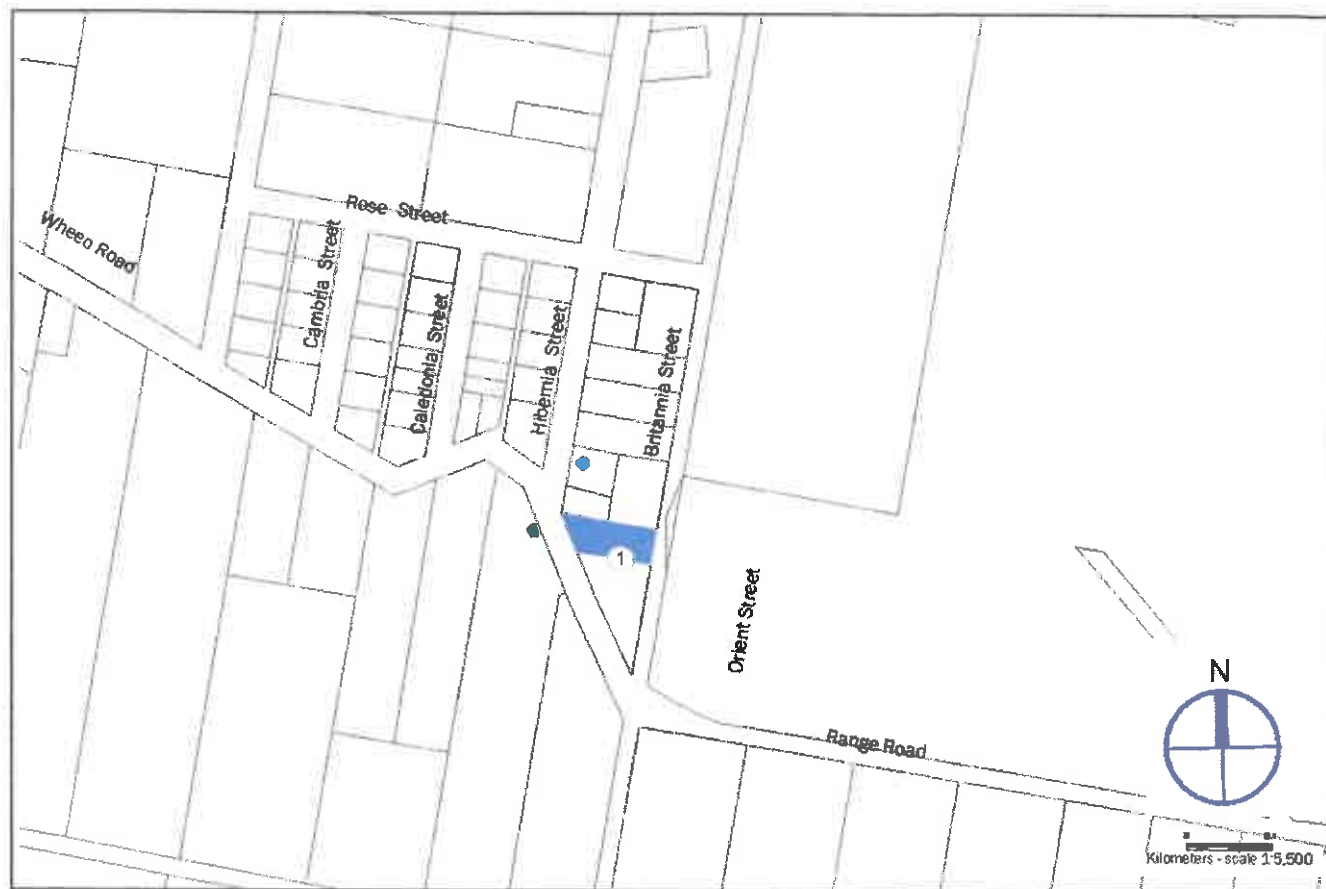 Rose Street
Wheeo Road
Cambria Street
Caledonia Street
Hibernia Street
Britannia Street
1
Orient Street
N
Range Road
Kilometers - scale 1:5,500